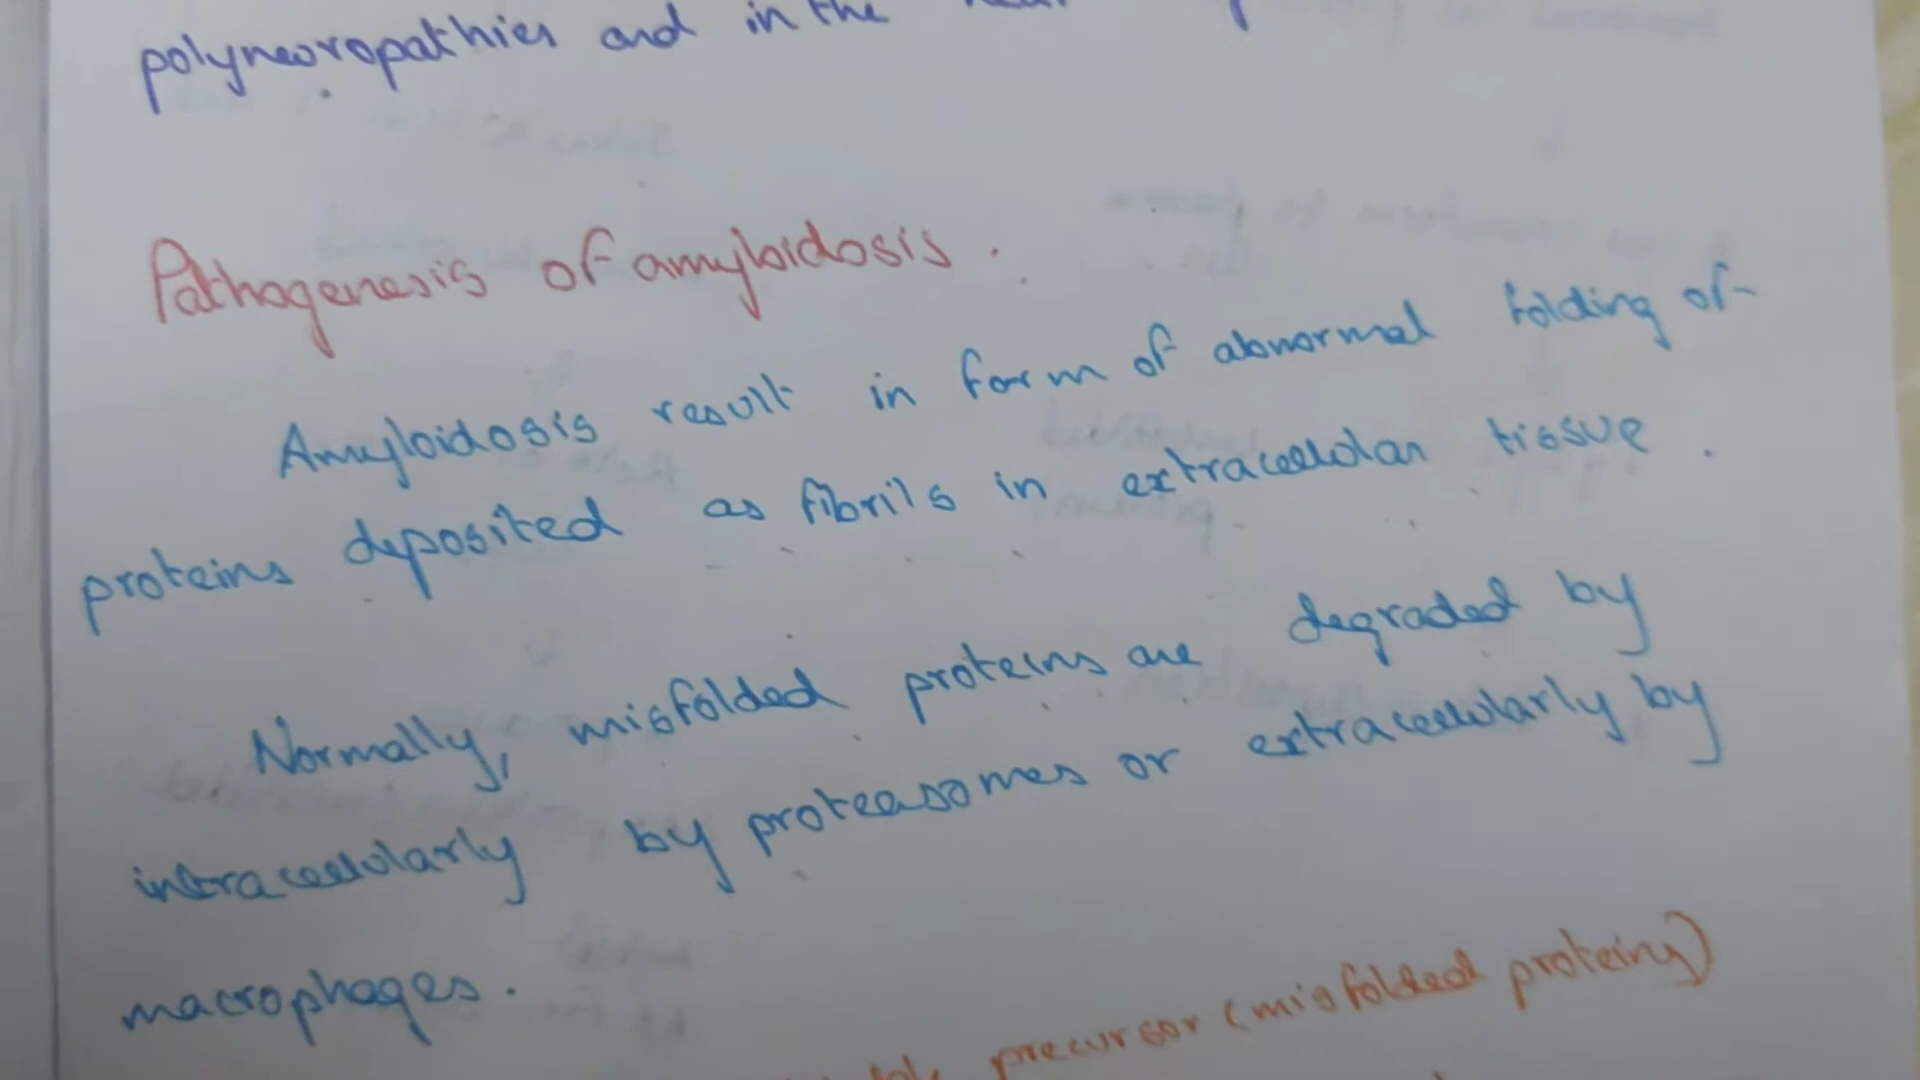 polyneuropathies and in the
Pathogenesis of amyloidosis.
Amyloidosis result in form of abnormal folding of
proteins deposited as fibrils in extracellular tissue.
Normally, misfolded proteins are degraded by
intracellularly by proteasomes or extracellularly by
macrophages.
precursor (misfolded proteins)